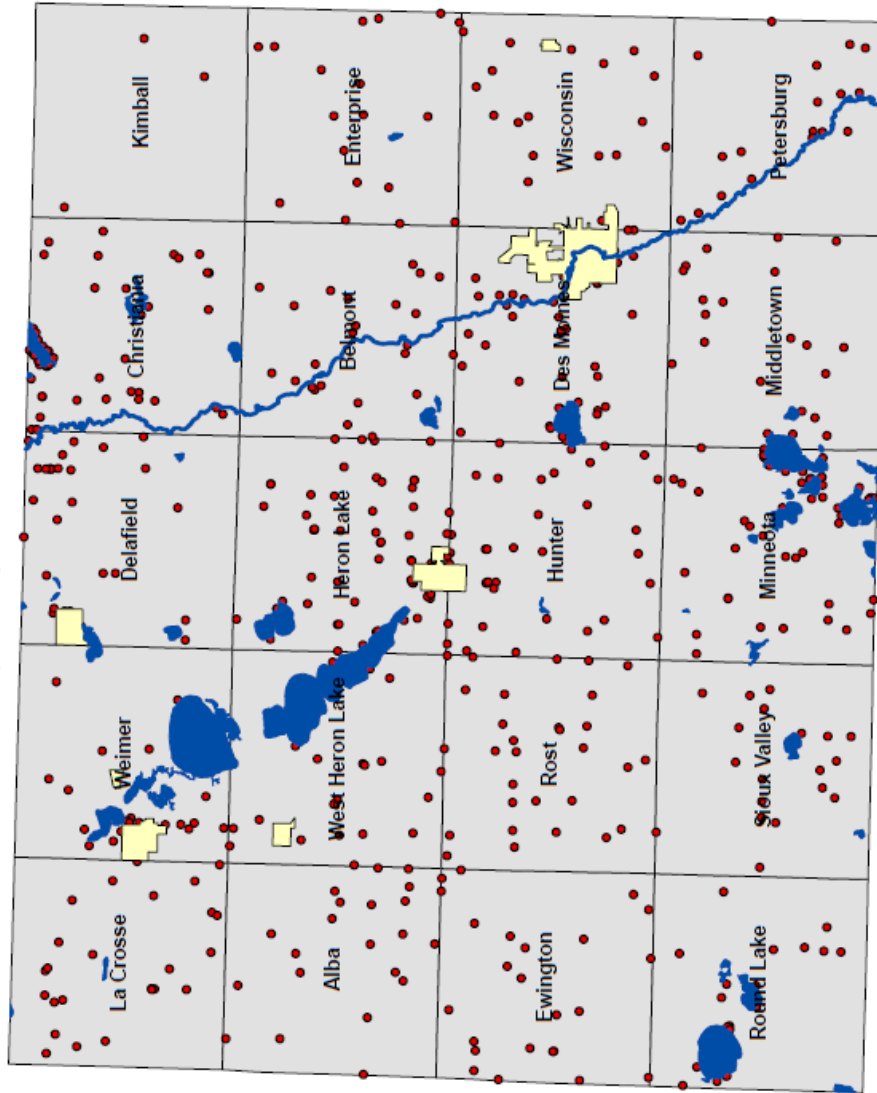 La Crosse
Weimer
Delafield
Christiania
Kimball
Alba
West Heron Lake
Heron Lake
Belmont
Enterprise
Ewington
Rost
Hunter
Des Moines
Wisconsin
Round Lake
Sioux Valley
Minneota
Middletown
Petersburg